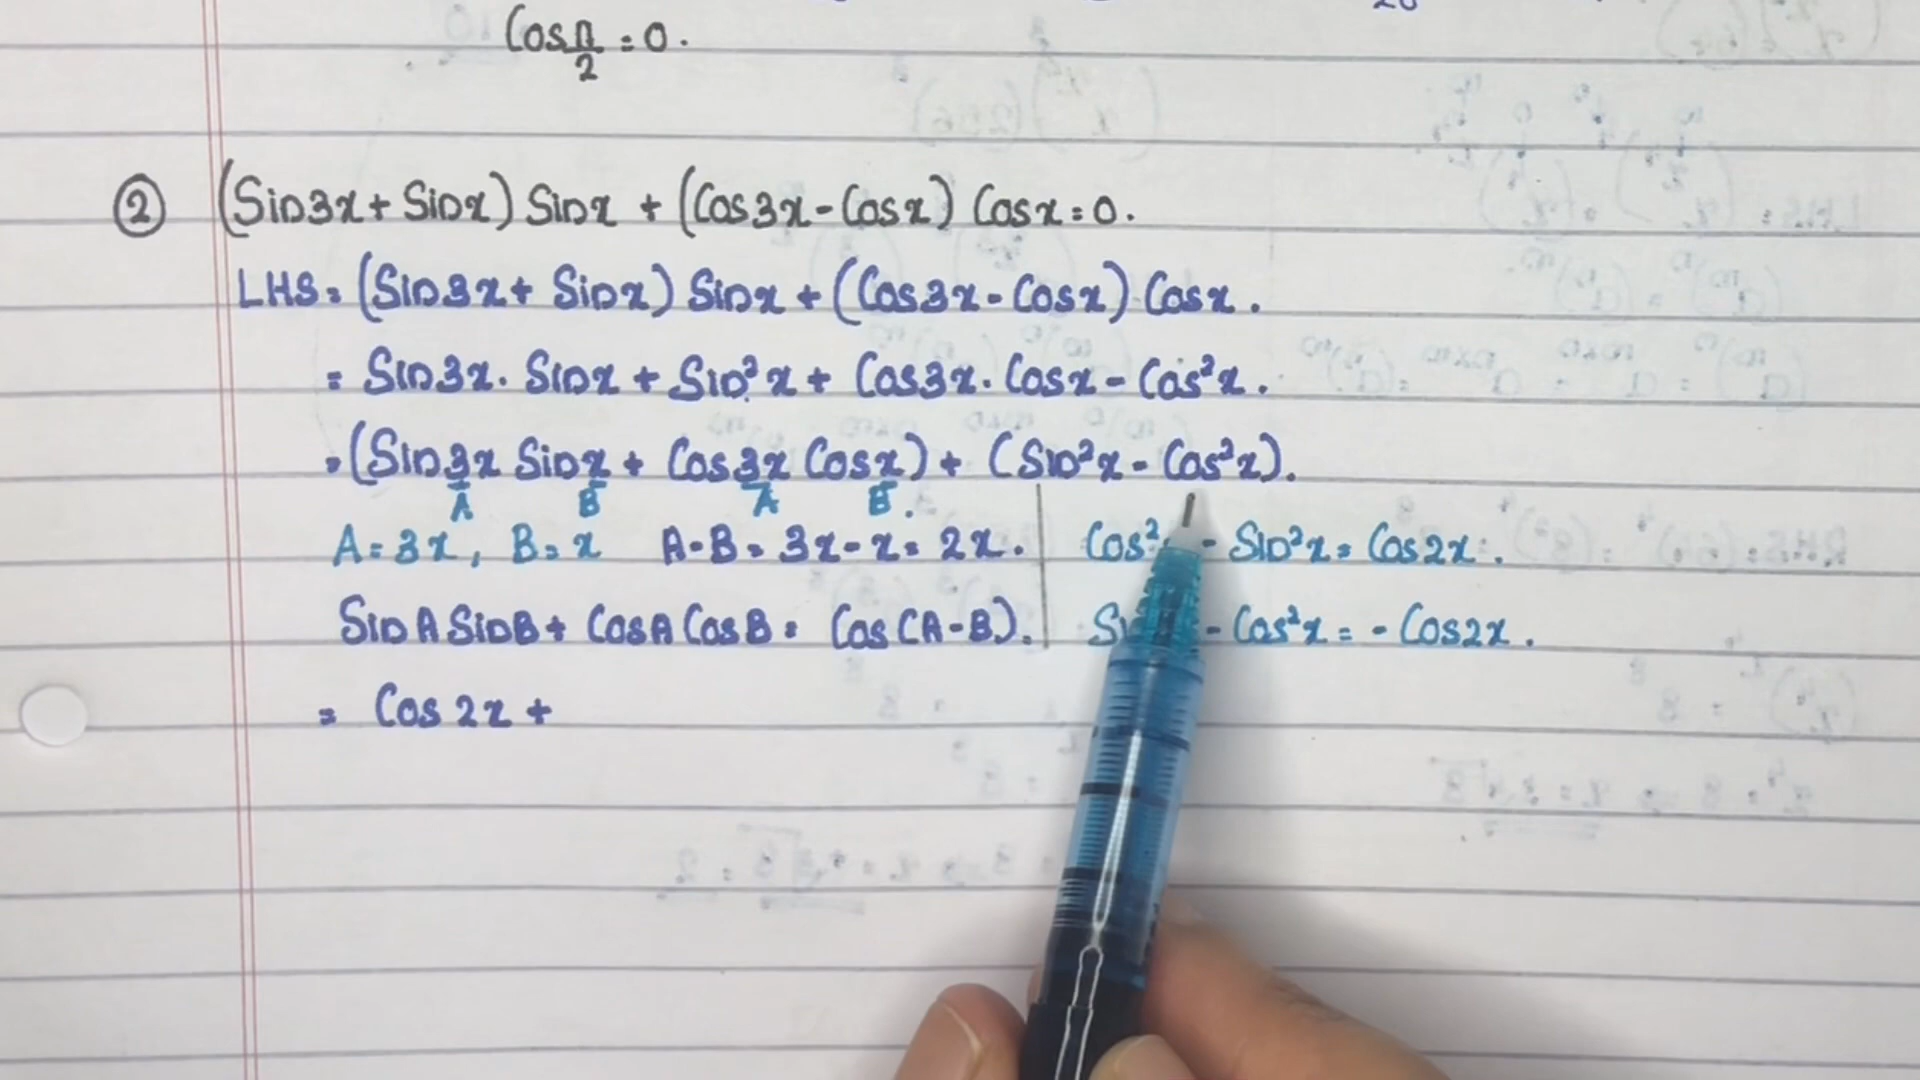 Cos π/2 = 0.
② (Sin3x + Sinx) Sinx + (Cos3x - Cosx) Cosx = 0.
LHS = (Sin3x + Sinx) Sinx + (Cos3x - Cosx) Cosx.
= Sin3x. Sinx + Sin²x + Cos3x. Cosx - Cos²x.
= (Sin3x Sinx + Cos3x Cosx) + (Sin²x - Cos²x).
A B A B.
A = 3x, B = x A - B = 3x - x = 2x. Cos² - Sin²x = Cos2x.
SinA SinB + CosA CosB = Cos(A-B). - Cos²x = - Cos2x.
= Cos 2x +